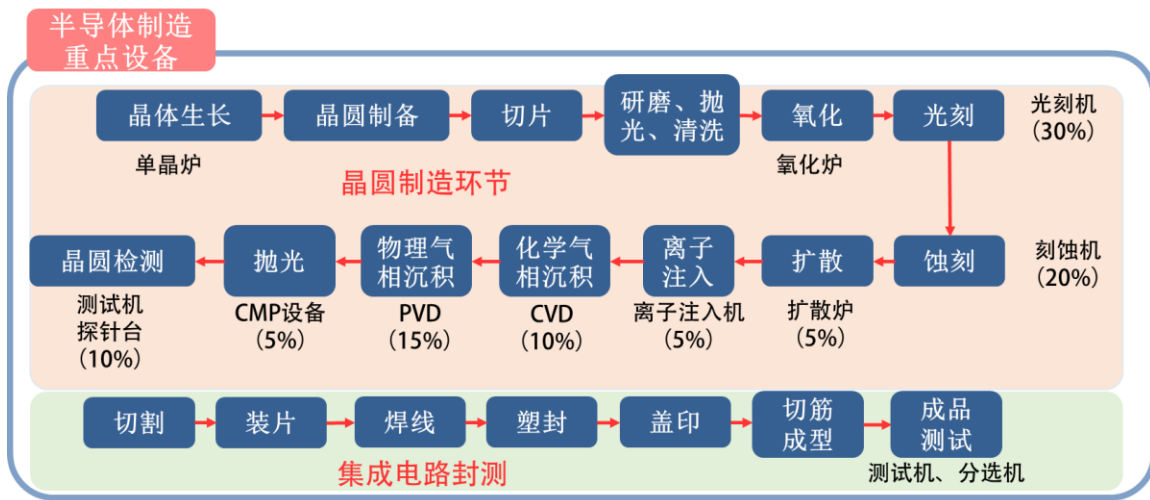 半导体制造
重点设备
晶体生长
晶圆制备
切片
研磨、抛
光、清洗
氧化
光刻
光刻机
(30%)
单晶炉
氧化炉
晶圆制造环节
晶圆检测
抛光
物理气
相沉积
化学气
相沉积
离子
注入
扩散
蚀刻
刻蚀机
(20%)
测试机
探针台
(10%)
CMP设备
(5%)
PVD
(15%)
CVD
(10%)
离子注入机
(5%)
扩散炉
(5%)
切割
装片
焊线
塑封
盖印
切筋
成型
成品
测试
集成电路封测
测试机、分选机